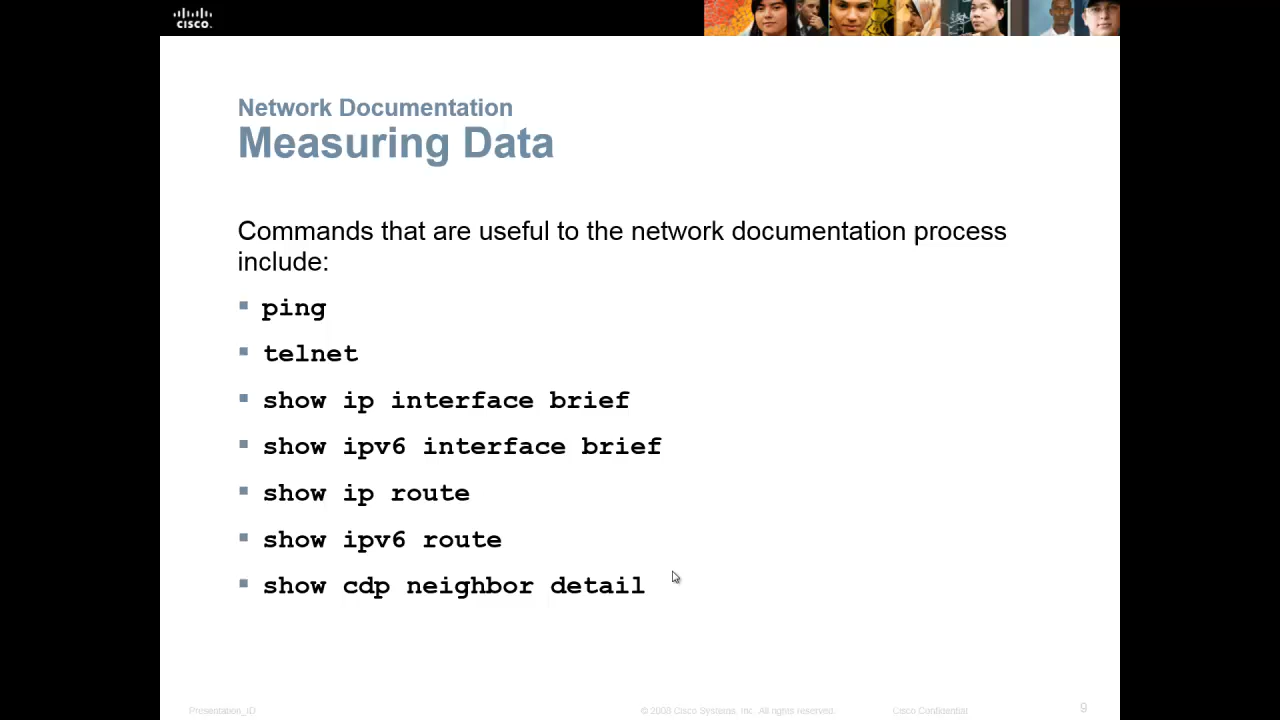 CISCO.
Network Documentation
Measuring Data
Commands that are useful to the network documentation process
include:
ping
telnet
show ip interface brief
show ipv6 interface brief
show ip route
show ipv6 route
show cdp neighbor detail
Presentation_ID
© 2008 Cisco Systems, Inc. All rights reserved.
Cisco Confidential
9